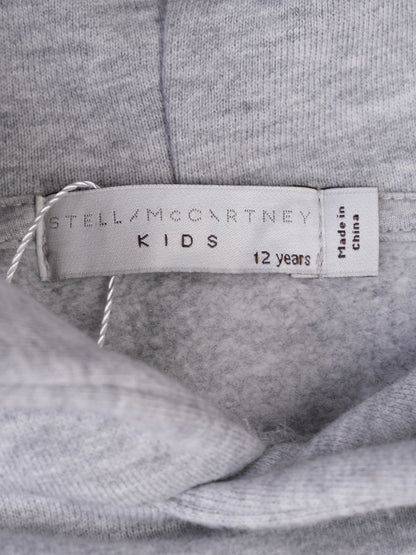 STELLA McCARTNEY
KIDS
12 years
Made in
China